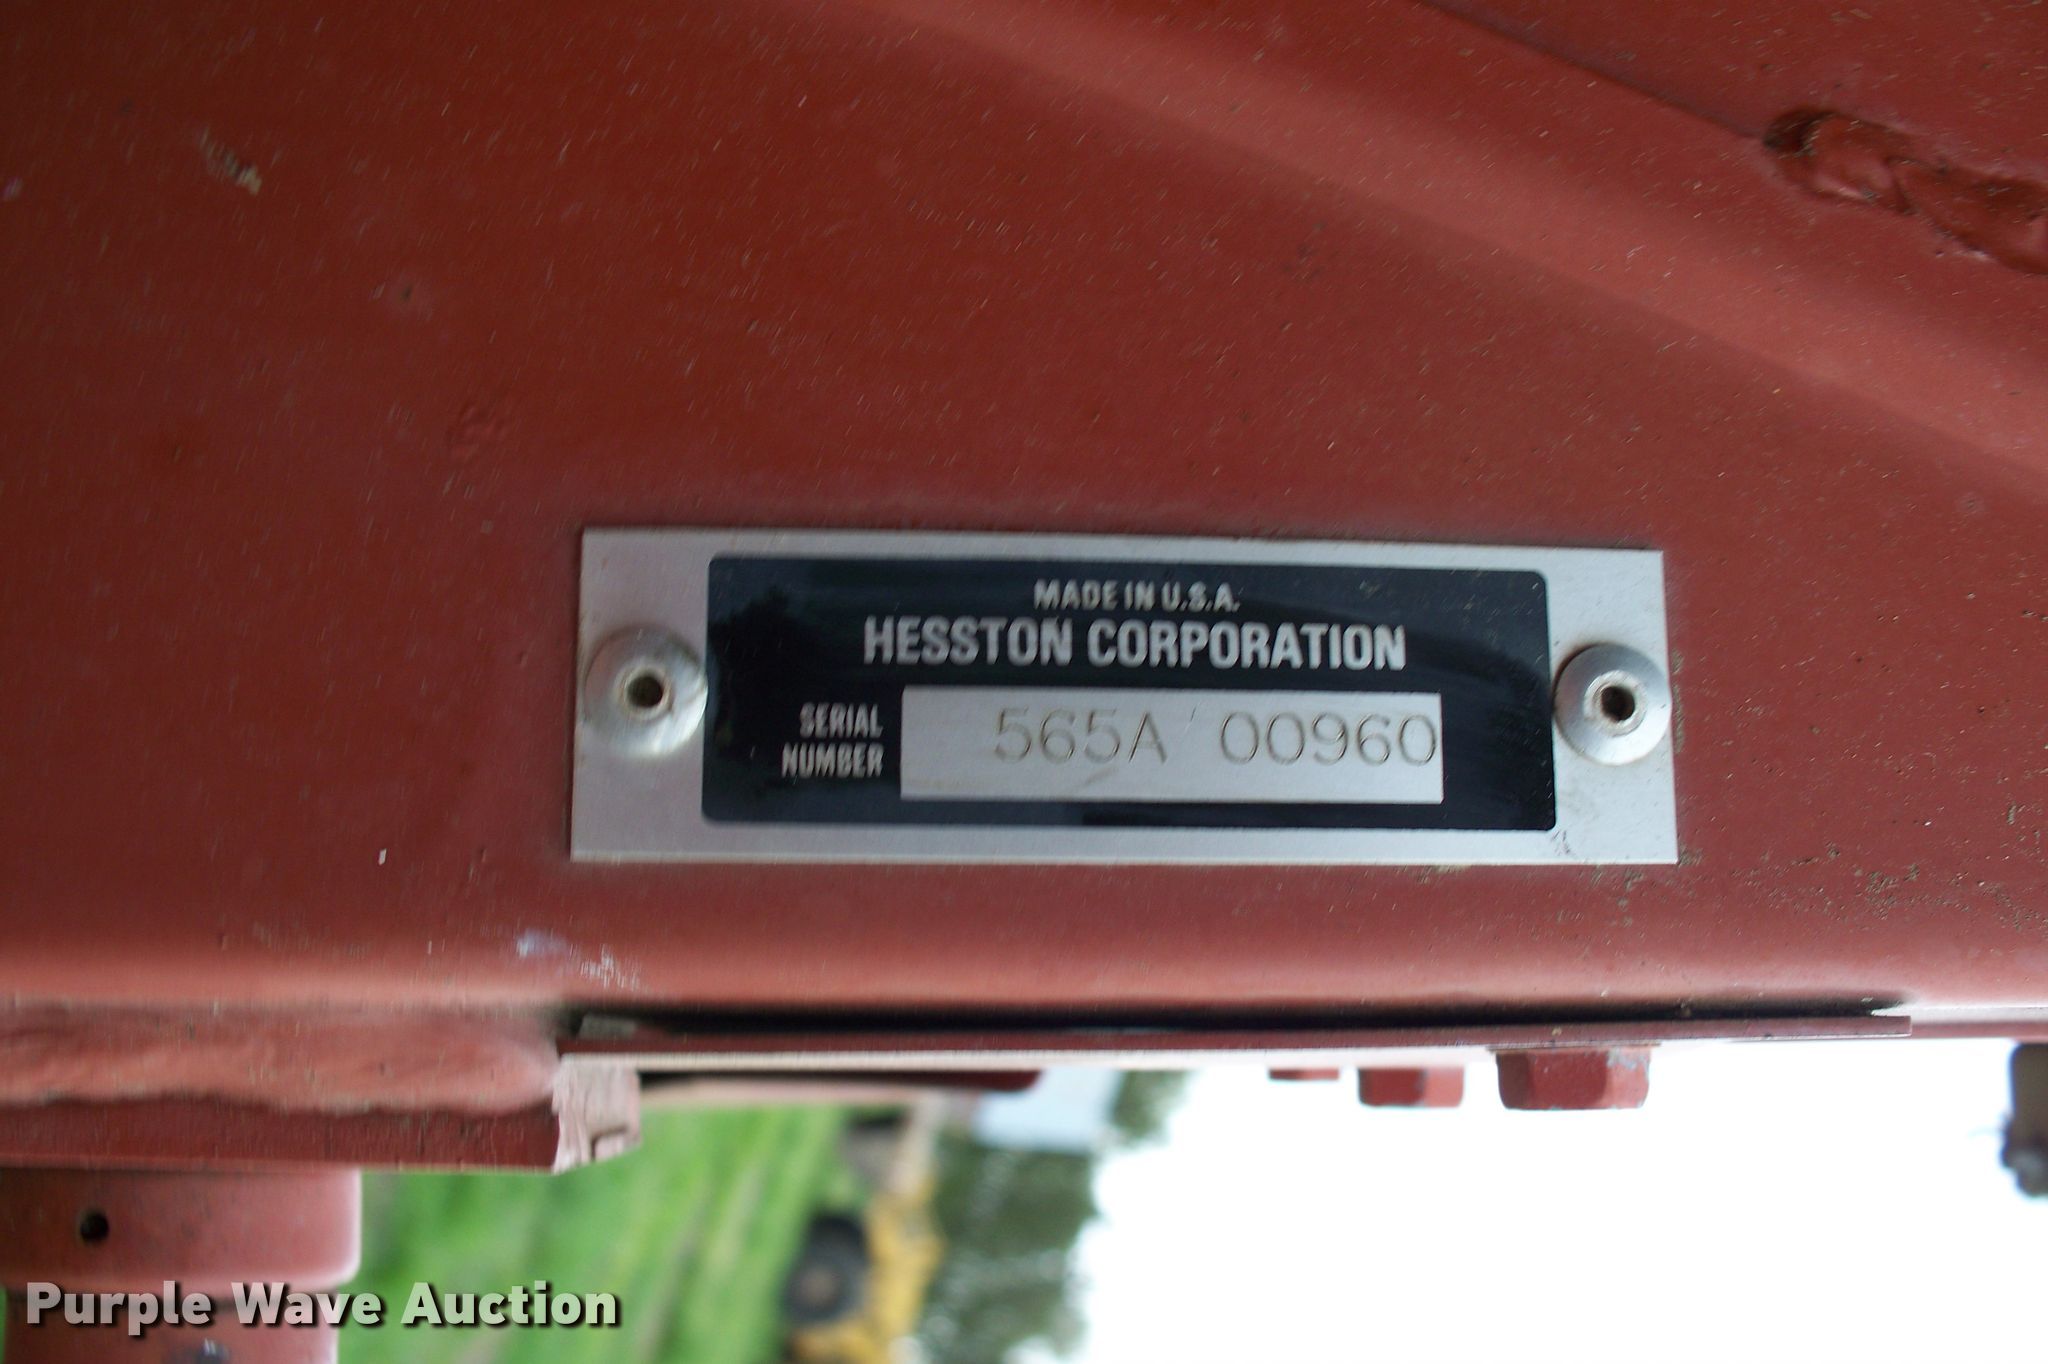 MADE IN U.S.A.
HESSTON CORPORATION
SERIAL NUMBER
565A 00960
Purple Wave Auction